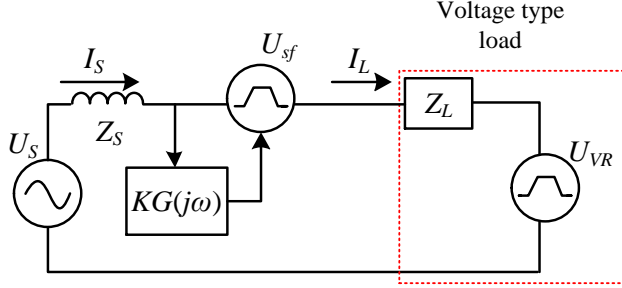 Voltage type
load
U_sf
I_S
I_L
Z_S
Z_L
U_S
U_VR
KG(jω)